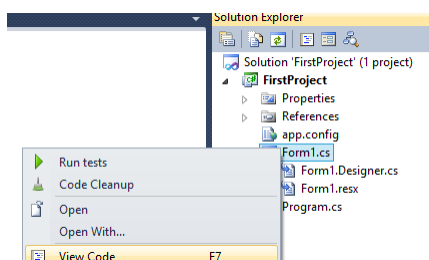 Solution Explorer
Solution 'FirstProject' (1 project)
FirstProject
Properties
References
app.config
Form1.cs
Form1.Designer.cs
Form1.resx
Program.cs
Run tests
Code Cleanup
Open
Open With...
View Code F7